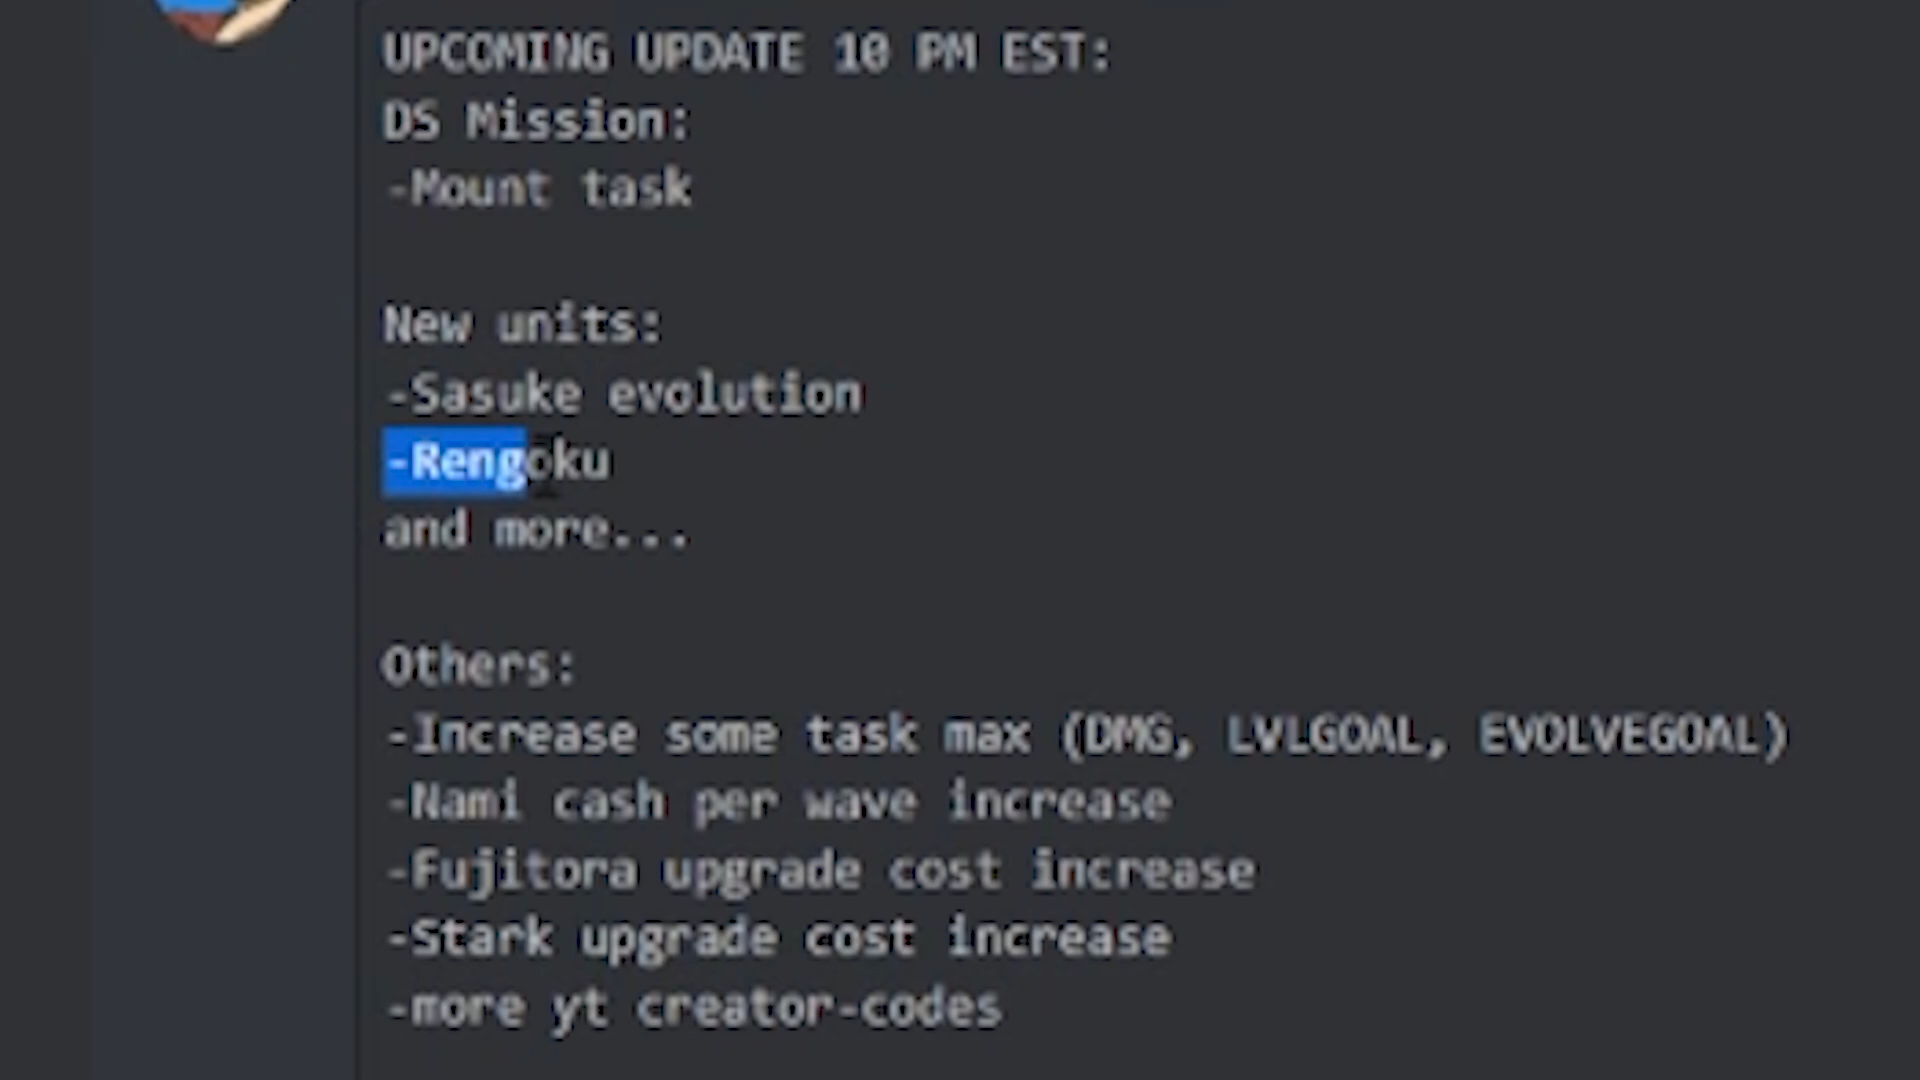 UPCOMING UPDATE 10 PM EST:
DS Mission:
-Mount task
New units:
-Sasuke evolution
-Rengoku
and more...
Others:
-Increase some task max (DMG, LVLGOAL, EVOLVEGOAL)
-Nami cash per wave increase
-Fujitora upgrade cost increase
-Stark upgrade cost increase
-more yt creator-codes